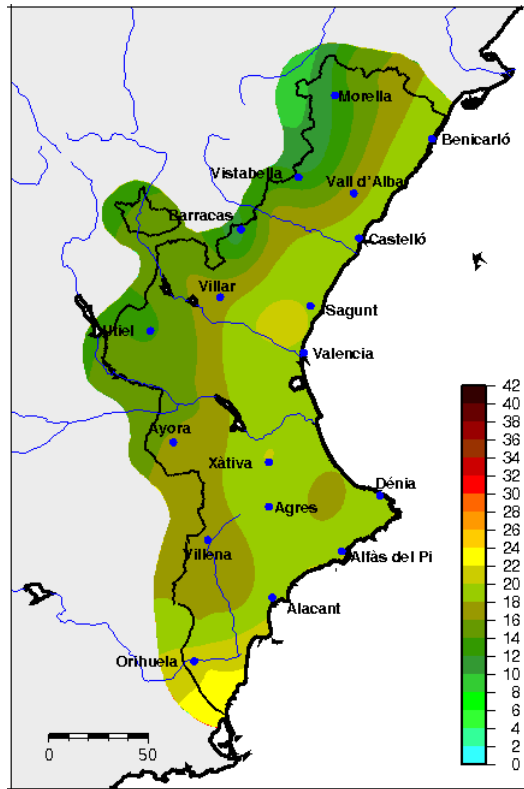 Morella
Benicarló
Vistabella
Vall d'Alba
Barracas
Castelló
Villar
Sagunt
Utiel
Valencia
Ayora
Xàtiva
Dénia
Agres
Villena
Alfàs del Pi
Alacant
Orihuela
42
40
38
36
34
32
30
28
26
24
22
20
18
16
14
12
10
8
6
4
2
0
0 50